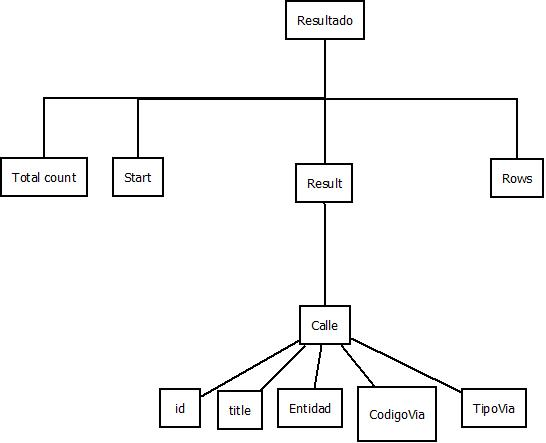 Resultado
Total count
Start
Result
Rows
Calle
id
title
Entidad
CodigoVia
TipoVia